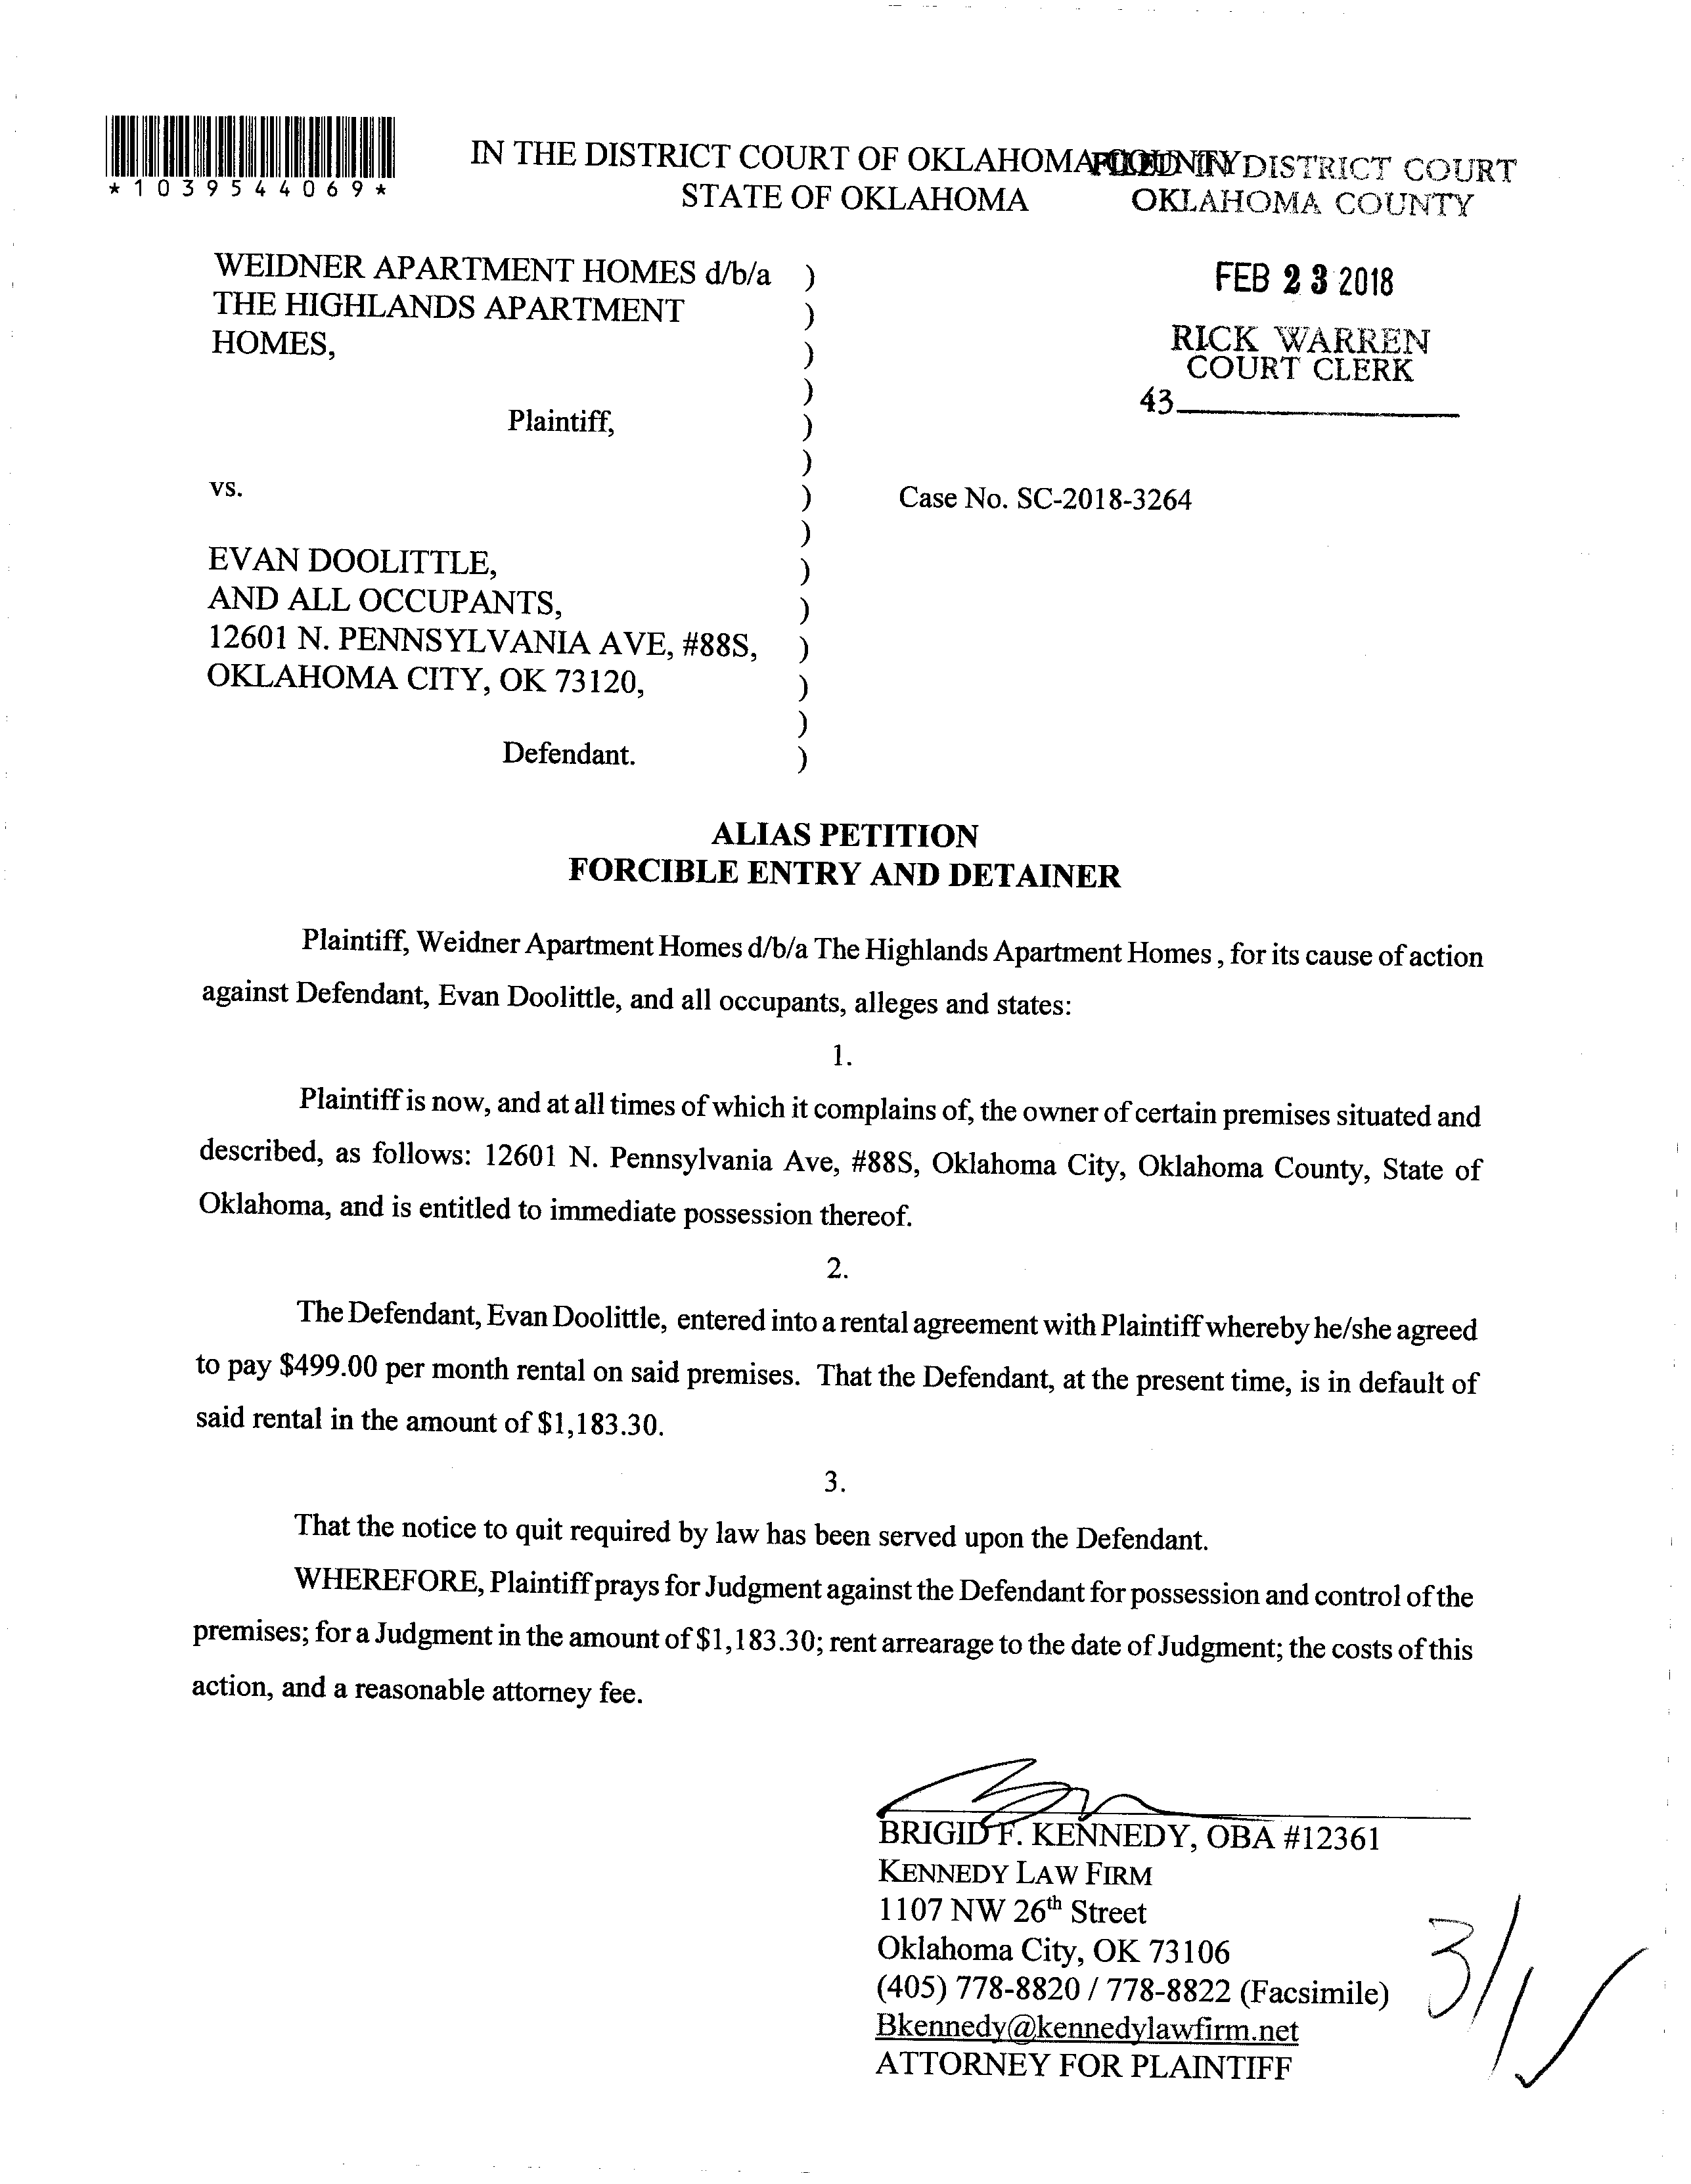 *1039544069*
IN THE DISTRICT COURT OF OKLAHOMA COUNTY
STATE OF OKLAHOMA
FILED IN DISTRICT COURT
OKLAHOMA COUNTY
FEB 23 2018
RICK WARREN
COURT CLERK
43
WEIDNER APARTMENT HOMES d/b/a )
THE HIGHLANDS APARTMENT )
HOMES, )
)
Plaintiff, )
)
vs. )
Case No. SC-2018-3264
)
EVAN DOOLITTLE, )
AND ALL OCCUPANTS, )
12601 N. PENNSYLVANIA AVE, #88S, )
OKLAHOMA CITY, OK 73120, )
)
Defendant. )
ALIAS PETITION
FORCIBLE ENTRY AND DETAINER
Plaintiff, Weidner Apartment Homes d/b/a The Highlands Apartment Homes , for its cause of action
against Defendant, Evan Doolittle, and all occupants, alleges and states:
1.
Plaintiff is now, and at all times of which it complains of, the owner of certain premises situated and
described, as follows: 12601 N. Pennsylvania Ave, #88S, Oklahoma City, Oklahoma County, State of
Oklahoma, and is entitled to immediate possession thereof.
2.
The Defendant, Evan Doolittle, entered into a rental agreement with Plaintiff whereby he/she agreed
to pay $499.00 per month rental on said premises. That the Defendant, at the present time, is in default of
said rental in the amount of $1,183.30.
3.
That the notice to quit required by law has been served upon the Defendant.
WHEREFORE, Plaintiff prays for Judgment against the Defendant for possession and control of the
premises; for a Judgment in the amount of $1,183.30; rent arrearage to the date of Judgment; the costs of this
action, and a reasonable attorney fee.
BRIGID F. KENNEDY, OBA #12361
KENNEDY LAW FIRM
1107 NW 26th Street
Oklahoma City, OK 73106
(405) 778-8820 / 778-8822 (Facsimile)
Bkennedy@kennedylawfirm.net
ATTORNEY FOR PLAINTIFF